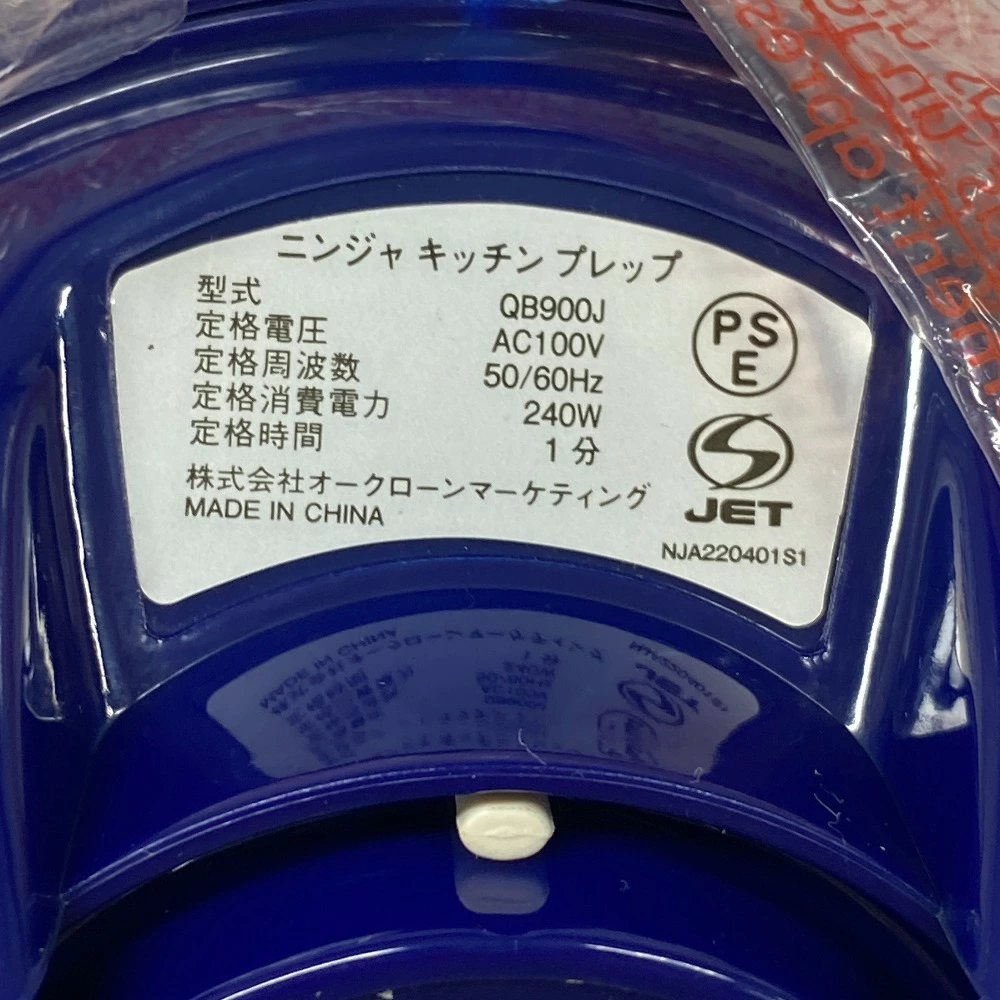 ニンジャ キッチン プレップ
型式 QB900J
定格電圧 AC100V
定格周波数 50/60Hz
定格消費電力 240W
定格時間 1分
株式会社オークローンマーケティング
MADE IN CHINA
PSE
JET
NJA220401S1